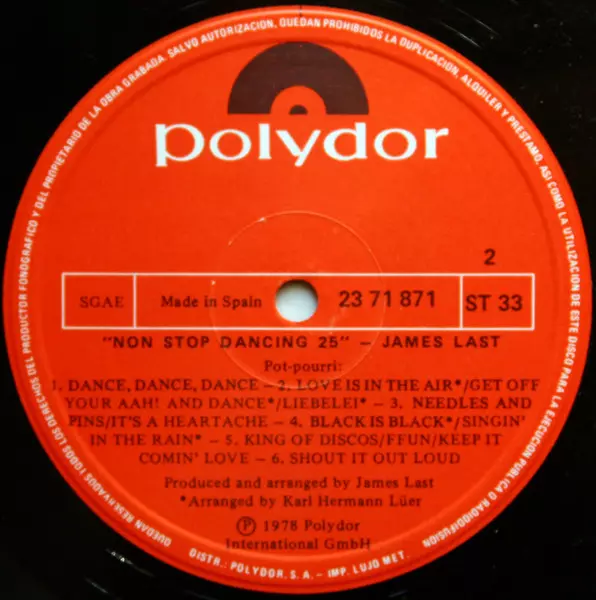 QUEDAN RESERVADOS TODOS LOS DERECHOS DEL PRODUCTOR FONOGRAFICO Y DEL PROPIETARIO DE LA OBRA GRABADA. SALVO AUTORIZACION, QUEDAN PROHIBIDOS LA DUPLICACION, ALQUILER Y PRESTAMO, ASI COMO LA UTILIZACION DE ESTE DISCO PARA LA EJECUCION PUBLICA O RADIODIFUSION
polydor
2
SGAE Made in Spain 23 71 871 ST 33
"NON STOP DANCING 25" – JAMES LAST
Pot-pourri:
1. DANCE, DANCE, DANCE – 2. LOVE IS IN THE AIR*/GET OFF
YOUR AAH! AND DANCE*/LIEBELEI* – 3. NEEDLES AND
PINS/IT'S A HEARTACHE – 4. BLACK IS BLACK*/SINGIN'
IN THE RAIN* – 5. KING OF DISCOS/FFUN/KEEP IT
COMIN' LOVE – 6. SHOUT IT OUT LOUD
Produced and arranged by James Last
*Arranged by Karl Hermann Lüer
Ⓟ 1978 Polydor
International GmbH
DISTR.: POLYDOR, S. A. – IMP. LUJO MET.